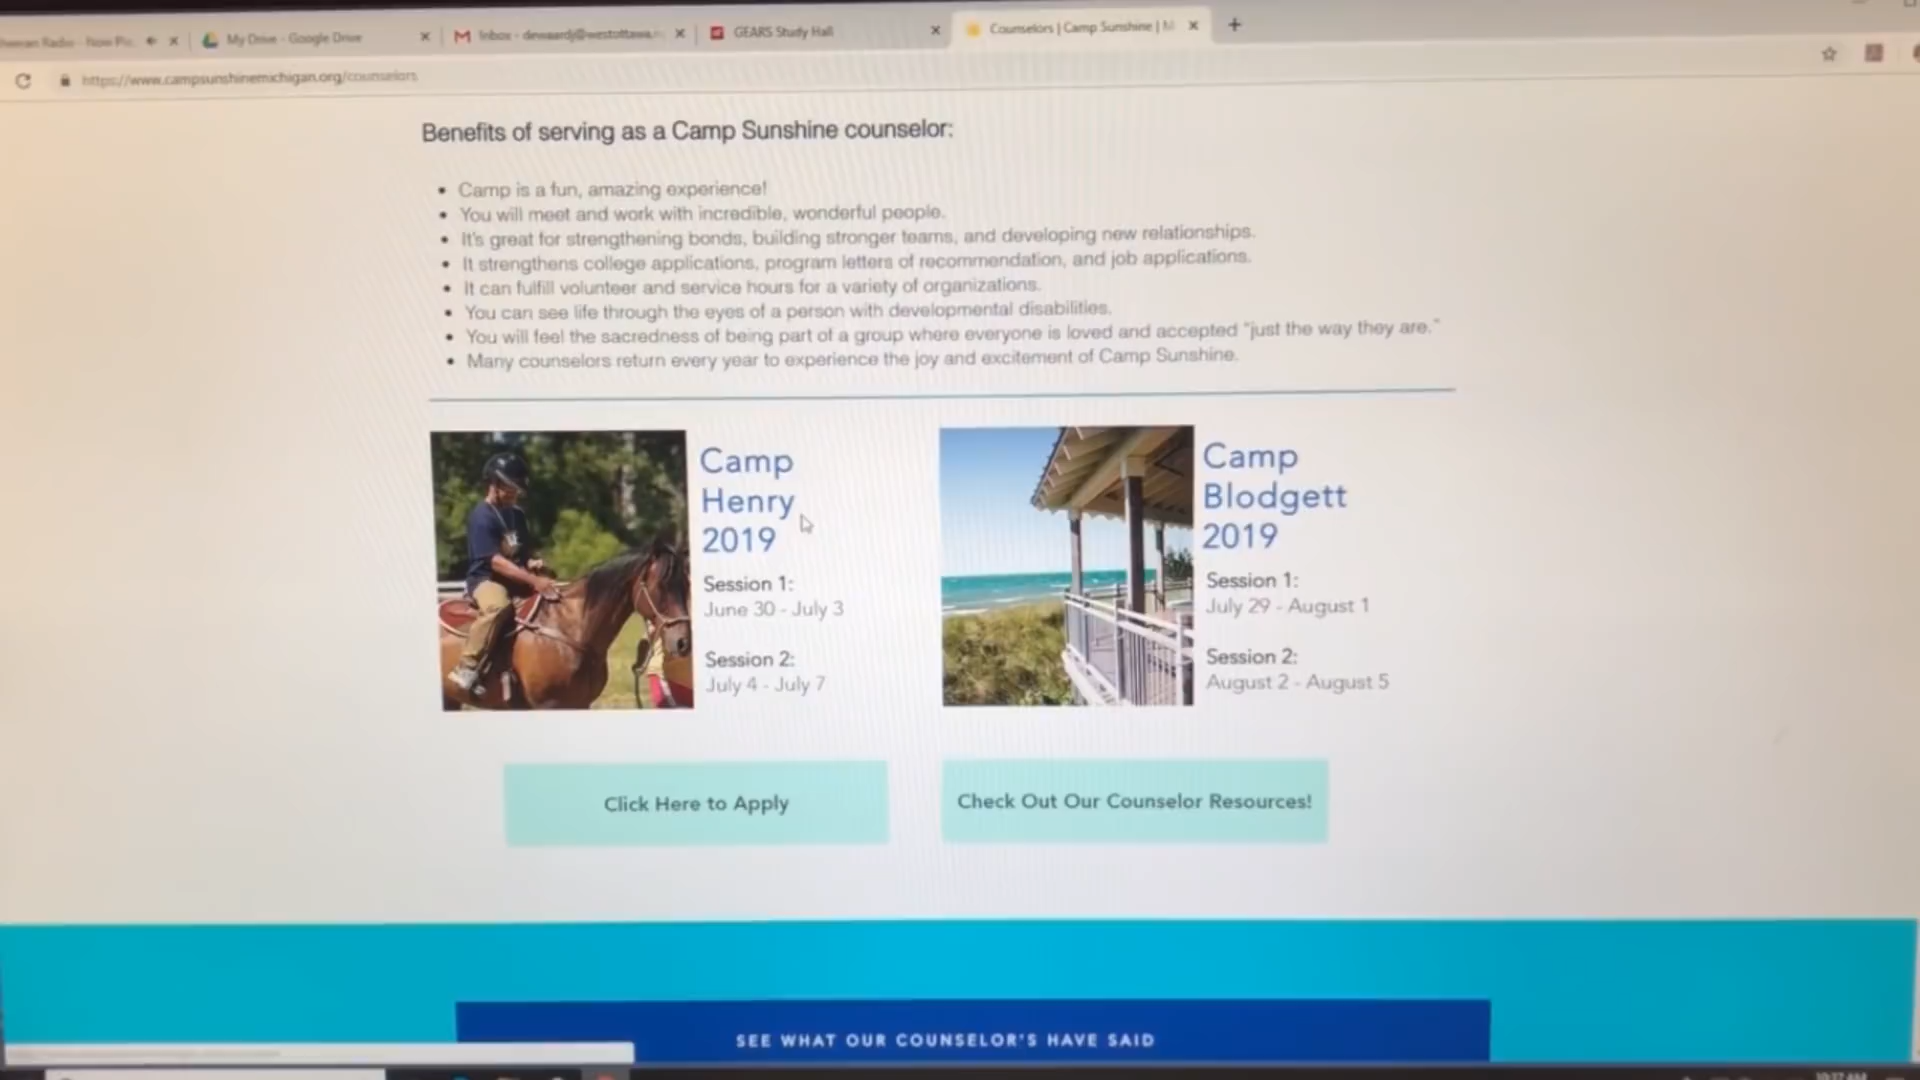 My Drive - Google Drive
GEARS Study Hall
Counselors | Camp Sunshine | M
https://www.campsunshinemichigan.org/counselors
Benefits of serving as a Camp Sunshine counselor:
• Camp is a fun, amazing experience!
• You will meet and work with incredible, wonderful people.
• It's great for strengthening bonds, building stronger teams, and developing new relationships.
• It strengthens college applications, program letters of recommendation, and job applications.
• It can fulfill volunteer and service hours for a variety of organizations.
• You can see life through the eyes of a person with developmental disabilities.
• You will feel the sacredness of being part of a group where everyone is loved and accepted "just the way they are."
• Many counselors return every year to experience the joy and excitement of Camp Sunshine.
Camp
Henry
2019
Session 1:
June 30 - July 3
Session 2:
July 4 - July 7
Camp
Blodgett
2019
Session 1:
July 29 - August 1
Session 2:
August 2 - August 5
Click Here to Apply
Check Out Our Counselor Resources!
SEE WHAT OUR COUNSELOR'S HAVE SAID